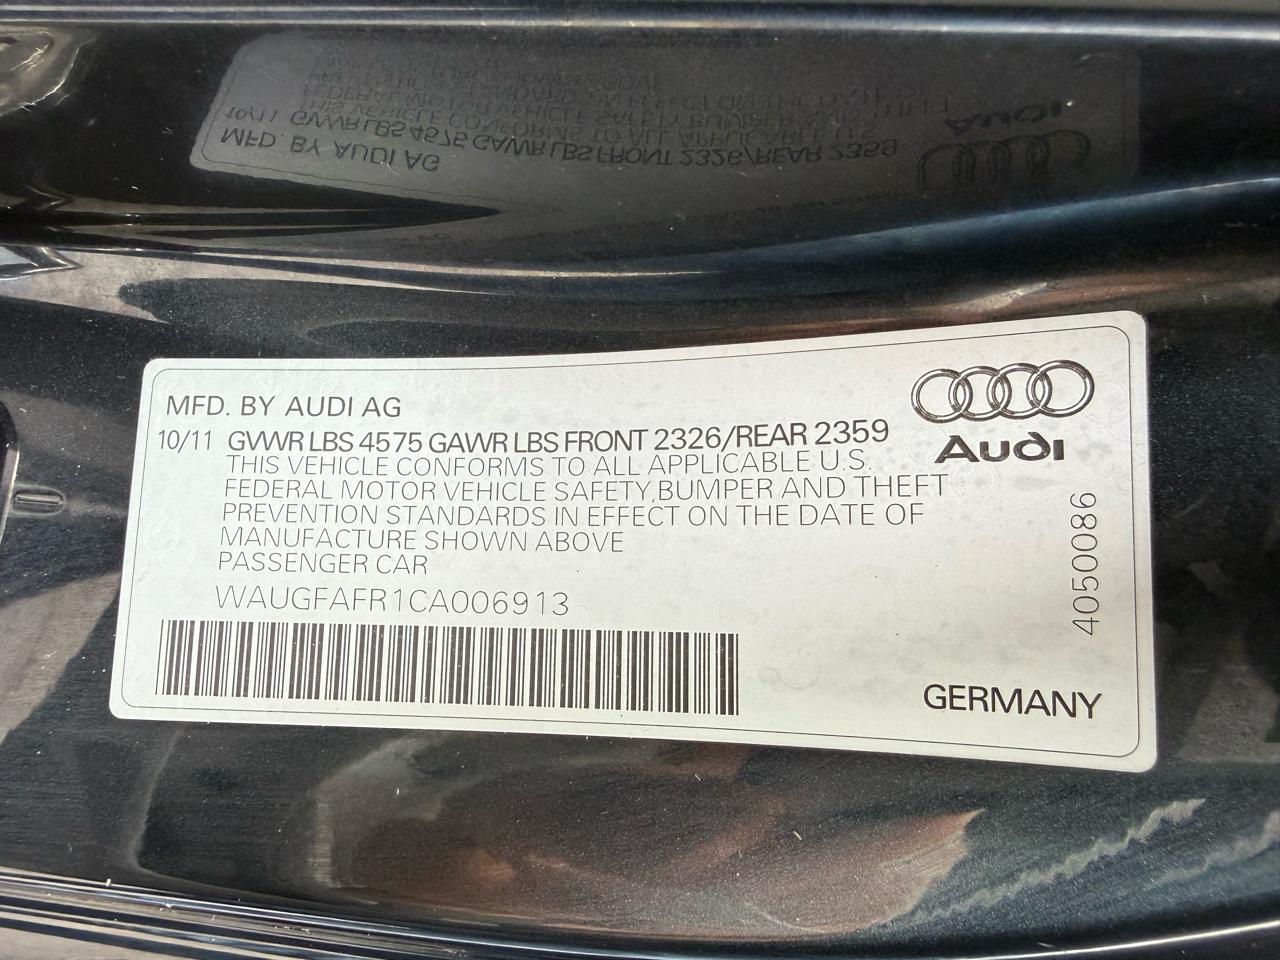 MFD. BY AUDI AG
10/11 GVWR LBS 4575 GAWR LBS FRONT 2326/REAR 2359
THIS VEHICLE CONFORMS TO ALL APPLICABLE U.S.
FEDERAL MOTOR VEHICLE SAFETY,BUMPER AND THEFT
PREVENTION STANDARDS IN EFFECT ON THE DATE OF
MANUFACTURE SHOWN ABOVE
PASSENGER CAR
WAUGFAFR1CA006913
Audi
4050086
GERMANY